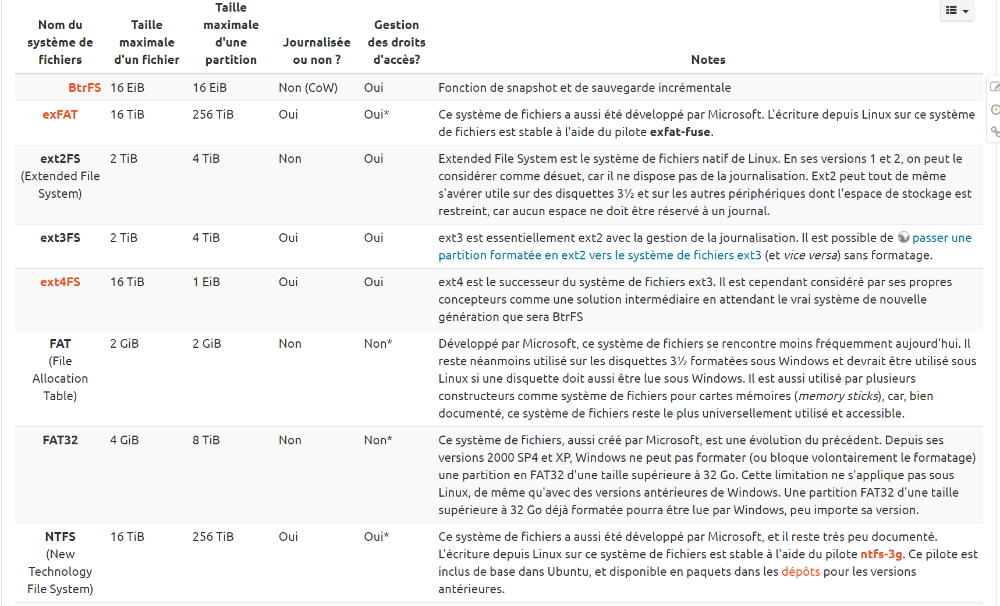 Nom du système de fichiers
Taille maximale d'un fichier
Taille maximale d'une partition
Journalisée ou non ?
Gestion des droits d'accès?
Notes
BtrFS 16 EiB 16 EiB Non (CoW) Oui Fonction de snapshot et de sauvegarde incrémentale
exFAT 16 TiB 256 TiB Oui Oui* Ce système de fichiers a aussi été développé par Microsoft. L'écriture depuis Linux sur ce système
de fichiers est stable à l'aide du pilote exfat-fuse.
ext2FS 2 TiB 4 TiB Non Oui Extended File System est le système de fichiers natif de Linux. En ses versions 1 et 2, on peut le
(Extended File considérer comme désuet, car il ne dispose pas de la journalisation. Ext2 peut tout de même
System) s'avérer utile sur des disquettes 3½ et sur les autres périphériques dont l'espace de stockage est
restreint, car aucun espace ne doit être réservé à un journal.
ext3FS 2 TiB 4 TiB Oui Oui ext3 est essentiellement ext2 avec la gestion de la journalisation. Il est possible de passer une
partition formatée en ext2 vers le système de fichiers ext3 (et vice versa) sans formatage.
ext4FS 16 TiB 1 EiB Oui Oui ext4 est le successeur du système de fichiers ext3. Il est cependant considéré par ses propres
concepteurs comme une solution intermédiaire en attendant le vrai système de nouvelle
génération que sera BtrFS
FAT 2 GiB 2 GiB Non Non* Développé par Microsoft, ce système de fichiers se rencontre moins fréquemment aujourd'hui. Il
(File reste néanmoins utilisé sur les disquettes 3½ formatées sous Windows et devrait être utilisé sous
Allocation Linux si une disquette doit aussi être lue sous Windows. Il est aussi utilisé par plusieurs
Table) constructeurs comme système de fichiers pour cartes mémoires (memory sticks), car, bien
documenté, ce système de fichiers reste le plus universellement utilisé et accessible.
FAT32 4 GiB 8 TiB Non Non* Ce système de fichiers, aussi créé par Microsoft, est une évolution du précédent. Depuis ses
versions 2000 SP4 et XP, Windows ne peut pas formater (ou bloque volontairement le formatage)
une partition en FAT32 d'une taille supérieure à 32 Go. Cette limitation ne s'applique pas sous
Linux, de même qu'avec des versions antérieures de Windows. Une partition FAT32 d'une taille
supérieure à 32 Go déjà formatée pourra être lue par Windows, peu importe sa version.
NTFS 16 TiB 256 TiB Oui Oui* Ce système de fichiers a aussi été développé par Microsoft, et il reste très peu documenté.
(New L'écriture depuis Linux sur ce système de fichiers est stable à l'aide du pilote ntfs-3g. Ce pilote est
Technology inclus de base dans Ubuntu, et disponible en paquets dans les dépôts pour les versions
File System) antérieures.